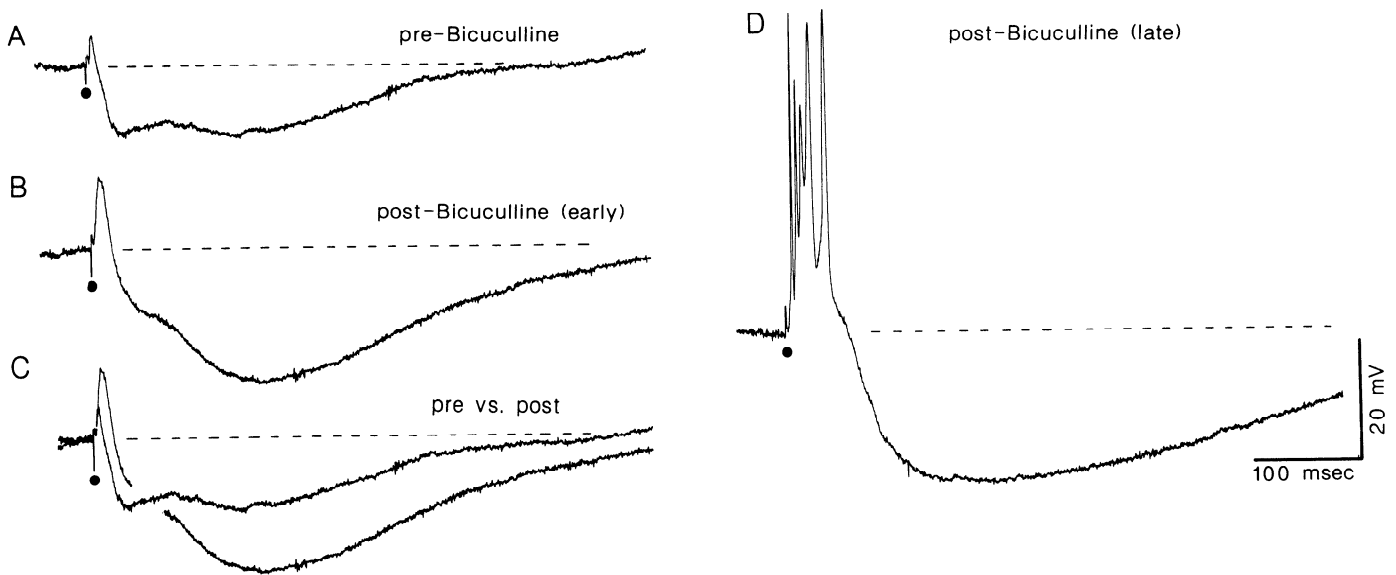 A
pre-Bicuculline
B
post-Bicuculline (early)
C
pre vs. post
D
post-Bicuculline (late)
20 mV
100 msec